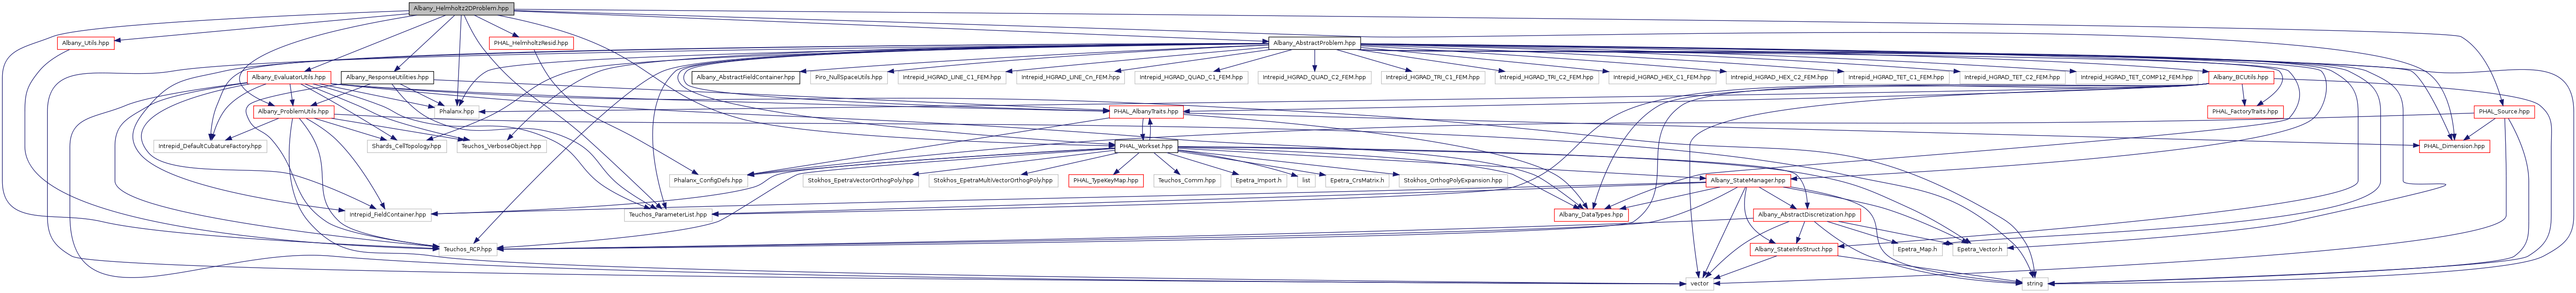 Albany_Helmholtz2DProblem.hpp
Albany_Utils.hpp
PHAL_HelmholtzResid.hpp
Albany_AbstractProblem.hpp
Albany_EvaluatorUtils.hpp
Albany_ResponseUtilities.hpp
Albany_AbstractFieldContainer.hpp
Piro_NullSpaceUtils.hpp
Intrepid_HGRAD_LINE_C1_FEM.hpp
Intrepid_HGRAD_LINE_Cn_FEM.hpp
Intrepid_HGRAD_QUAD_C1_FEM.hpp
Intrepid_HGRAD_QUAD_C2_FEM.hpp
Intrepid_HGRAD_TRI_C1_FEM.hpp
Intrepid_HGRAD_TRI_C2_FEM.hpp
Intrepid_HGRAD_HEX_C1_FEM.hpp
Intrepid_HGRAD_HEX_C2_FEM.hpp
Intrepid_HGRAD_TET_C1_FEM.hpp
Intrepid_HGRAD_TET_C2_FEM.hpp
Intrepid_HGRAD_TET_COMP12_FEM.hpp
Albany_BCUtils.hpp
Albany_ProblemUtils.hpp
Phalanx.hpp
PHAL_AlbanyTraits.hpp
PHAL_FactoryTraits.hpp
PHAL_Source.hpp
Intrepid_DefaultCubatureFactory.hpp
Shards_CellTopology.hpp
Teuchos_VerboseObject.hpp
PHAL_Workset.hpp
PHAL_Dimension.hpp
Phalanx_ConfigDefs.hpp
Stokhos_EpetraVectorOrthogPoly.hpp
Stokhos_EpetraMultiVectorOrthogPoly.hpp
PHAL_TypeKeyMap.hpp
Teuchos_Comm.hpp
Epetra_Import.h
list
Epetra_CrsMatrix.h
Stokhos_OrthogPolyExpansion.hpp
Albany_StateManager.hpp
Intrepid_FieldContainer.hpp
Teuchos_ParameterList.hpp
Albany_DataTypes.hpp
Albany_AbstractDiscretization.hpp
Teuchos_RCP.hpp
Albany_StateInfoStruct.hpp
Epetra_Map.h
Epetra_Vector.h
vector
string